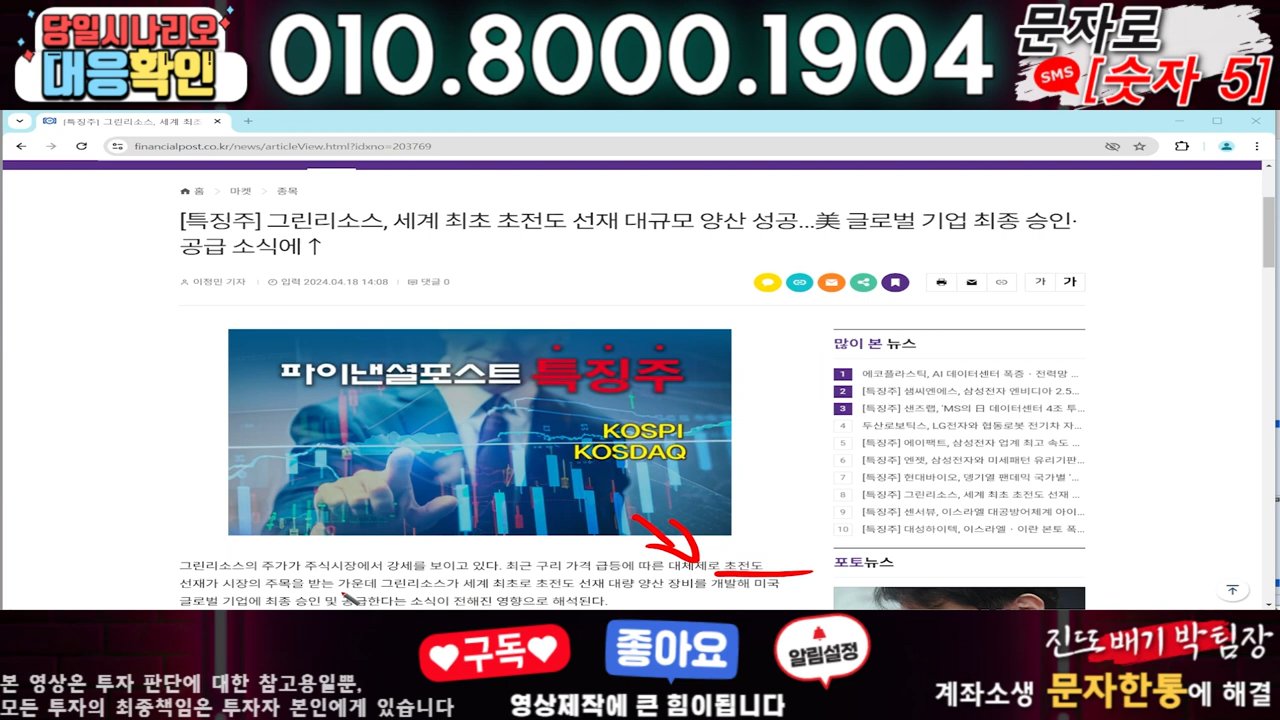 당일시나리오
대응확인
010.8000.1904
문자로
SMS
[숫자 5]
[특징주] 그린리소스, 세계 최초
financialpost.co.kr/news/articleView.html?idxno=203769
홈 > 마켓 > 종목
[특징주] 그린리소스, 세계 최초 초전도 선재 대규모 양산 성공...美 글로벌 기업 최종 승인·
공급 소식에↑
이정민 기자 입력 2024.04.18 14:08 댓글 0
가 가
파이낸셜포스트 특징주
KOSPI
KOSDAQ
많이 본 뉴스
1 에코플라스틱, AI 데이터센터 폭증·전력망 ...
2 [특징주] 샘씨엔에스, 삼성전자 엔비디아 2.5...
3 [특징주] 샌즈랩, 'MS의 日 데이터센터 4조 투...
4 두산로보틱스, LG전자와 협동로봇 전기차 자...
5 [특징주] 에이팩트, 삼성전자 업계 최고 속도 ...
6 [특징주] 엔젯, 삼성전자와 미세패턴 유리기판...
7 [특징주] 현대바이오, 뎅기열 팬데믹 국가별 '...
8 [특징주] 그린리소스, 세계 최초 초전도 선재 ...
9 [특징주] 센서뷰, 이스라엘 대공방어체계 아이...
10 [특징주] 대성하이텍, 이스라엘·이란 본토 폭...
포토뉴스
그린리소스의 주가가 주식시장에서 강세를 보이고 있다. 최근 구리 가격 급등에 따른 대체제로 초전도
선재가 시장의 주목을 받는 가운데 그린리소스가 세계 최초로 초전도 선재 대량 양산 장비를 개발해 미국
글로벌 기업에 최종 승인 및 공급한다는 소식이 전해진 영향으로 해석된다.
구독
좋아요
알림설정
영상제작에 큰 힘이됩니다
본 영상은 투자 판단에 대한 참고용일뿐,
모든 투자의 최종책임은 투자자 본인에게 있습니다
진또배기 박팀장
계좌소생 문자한통에 해결